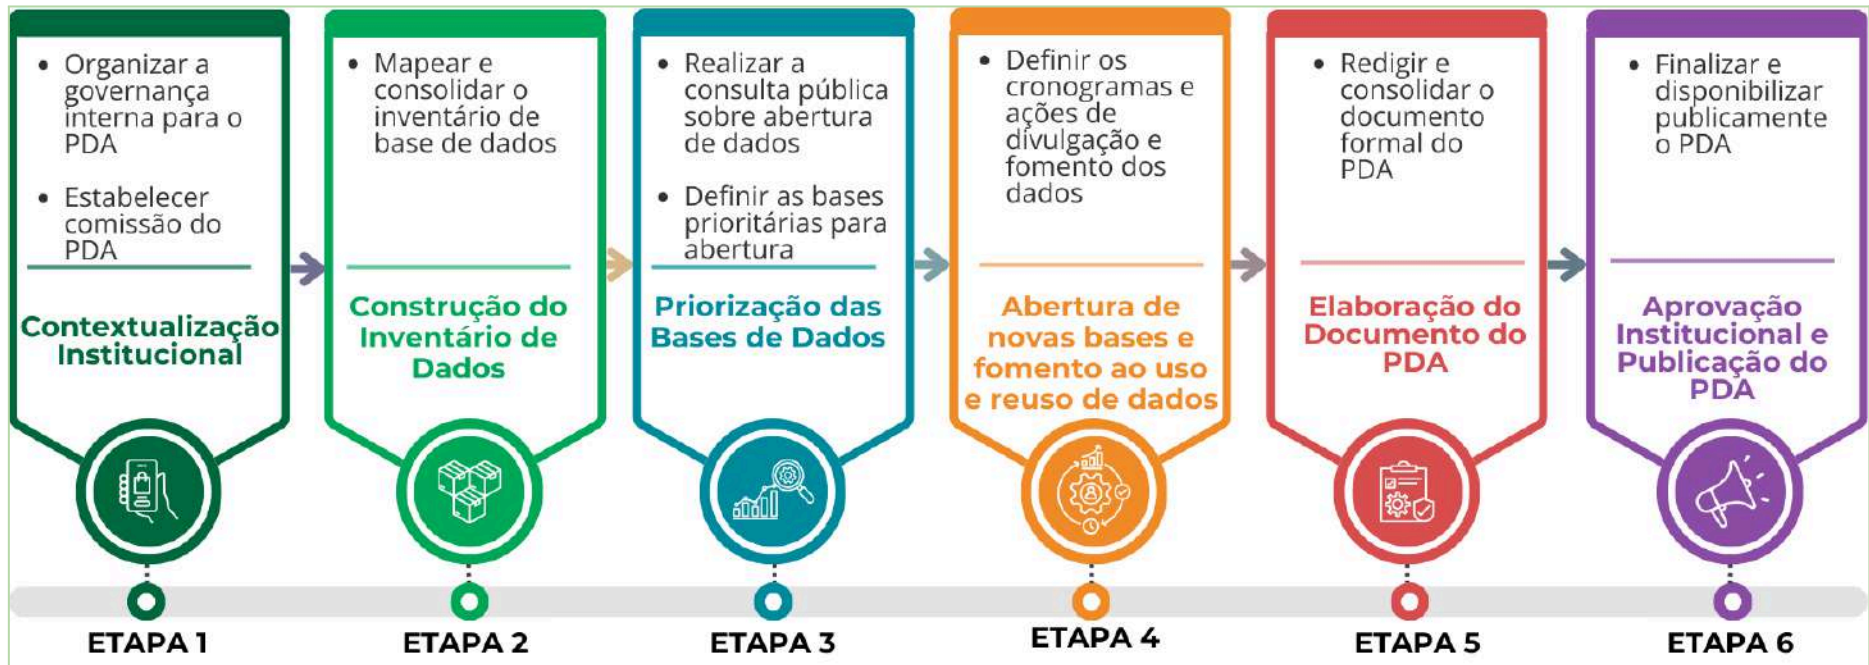 • Organizar a
governança
interna para o
PDA
• Estabelecer
comissão do
PDA
Contextualização
Institucional
ETAPA 1
• Mapear e
consolidar o
inventário de
base de dados
Construção do
Inventário de
Dados
ETAPA 2
• Realizar a
consulta pública
sobre abertura
de dados
• Definir as bases
prioritárias para
abertura
Priorização das
Bases de Dados
ETAPA 3
• Definir os
cronogramas e
ações de
divulgação e
fomento dos
dados
Abertura de
novas bases e
fomento ao uso
e reuso de dados
ETAPA 4
• Redigir e
consolidar o
documento
formal do
PDA
Elaboração do
Documento do
PDA
ETAPA 5
• Finalizar e
disponibilizar
publicamente
o PDA
Aprovação
Institucional e
Publicação do
PDA
ETAPA 6